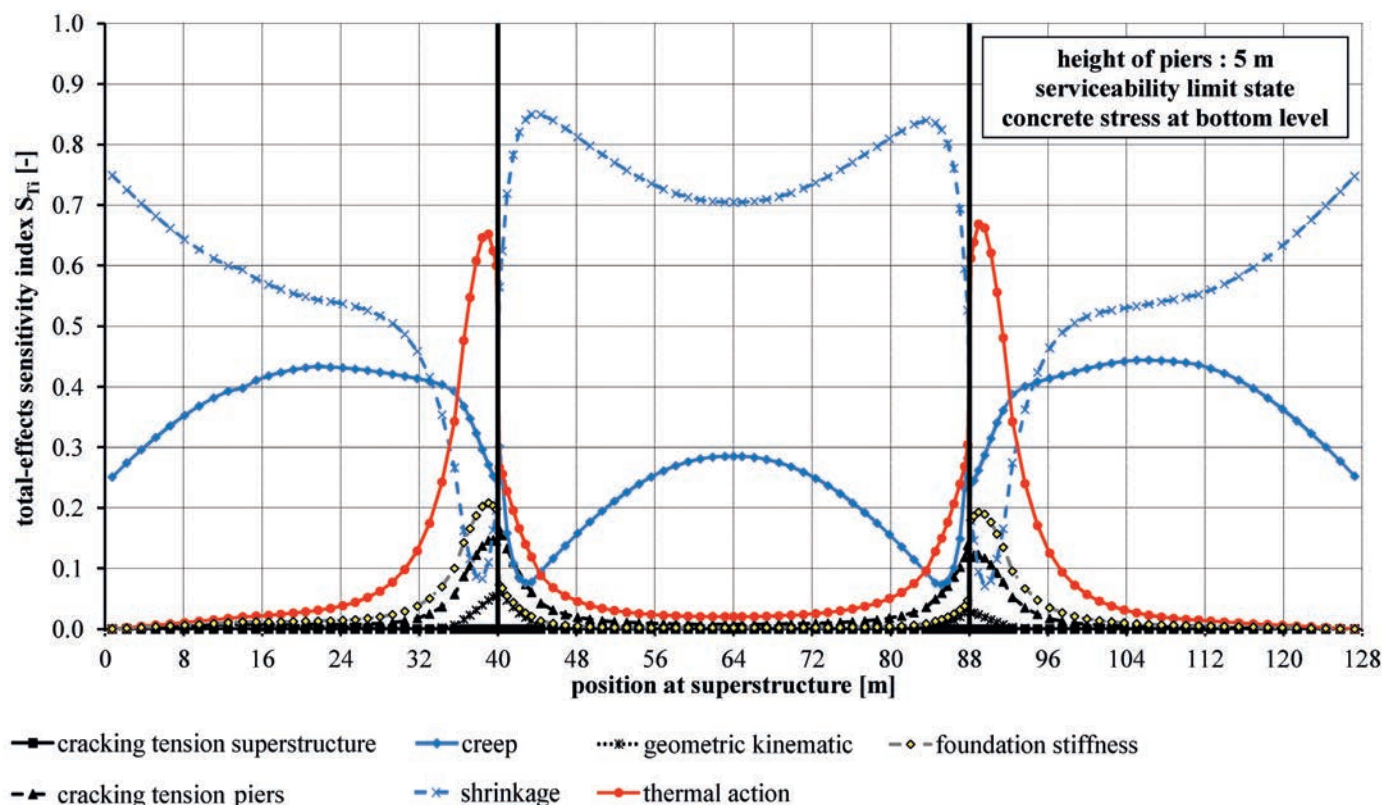 height of piers : 5 m
serviceability limit state
concrete stress at bottom level
total-effects sensitivity index S_Ti [-]
1.0
0.9
0.8
0.7
0.6
0.5
0.4
0.3
0.2
0.1
0.0
0 8 16 24 32 40 48 56 64 72 80 88 96 104 112 120 128
position at superstructure [m]
cracking tension superstructure creep geometric kinematic foundation stiffness
cracking tension piers shrinkage thermal action